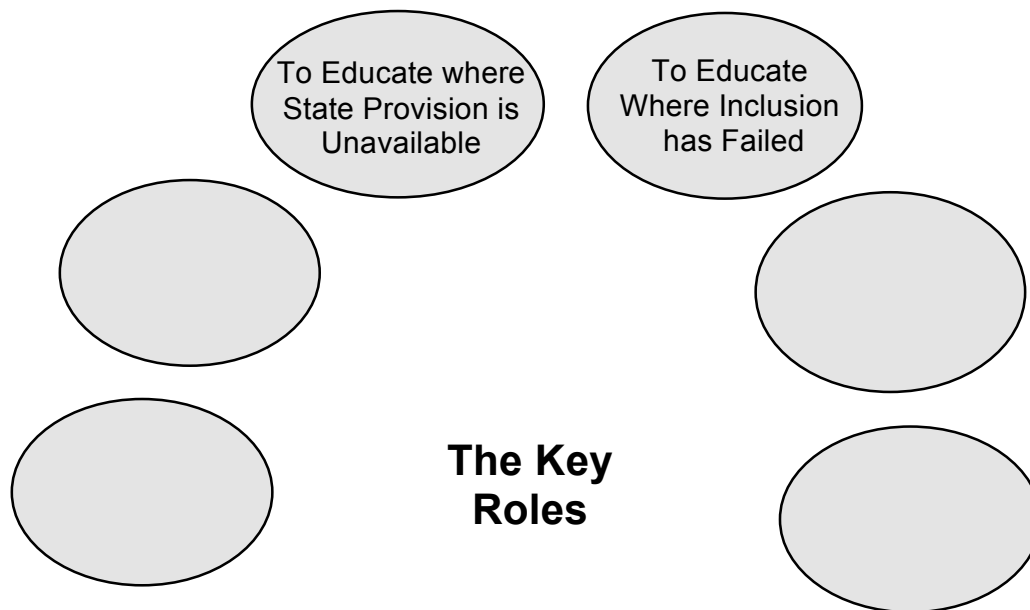 To Educate where
State Provision is
Unavailable
To Educate
Where Inclusion
has Failed
The Key
Roles